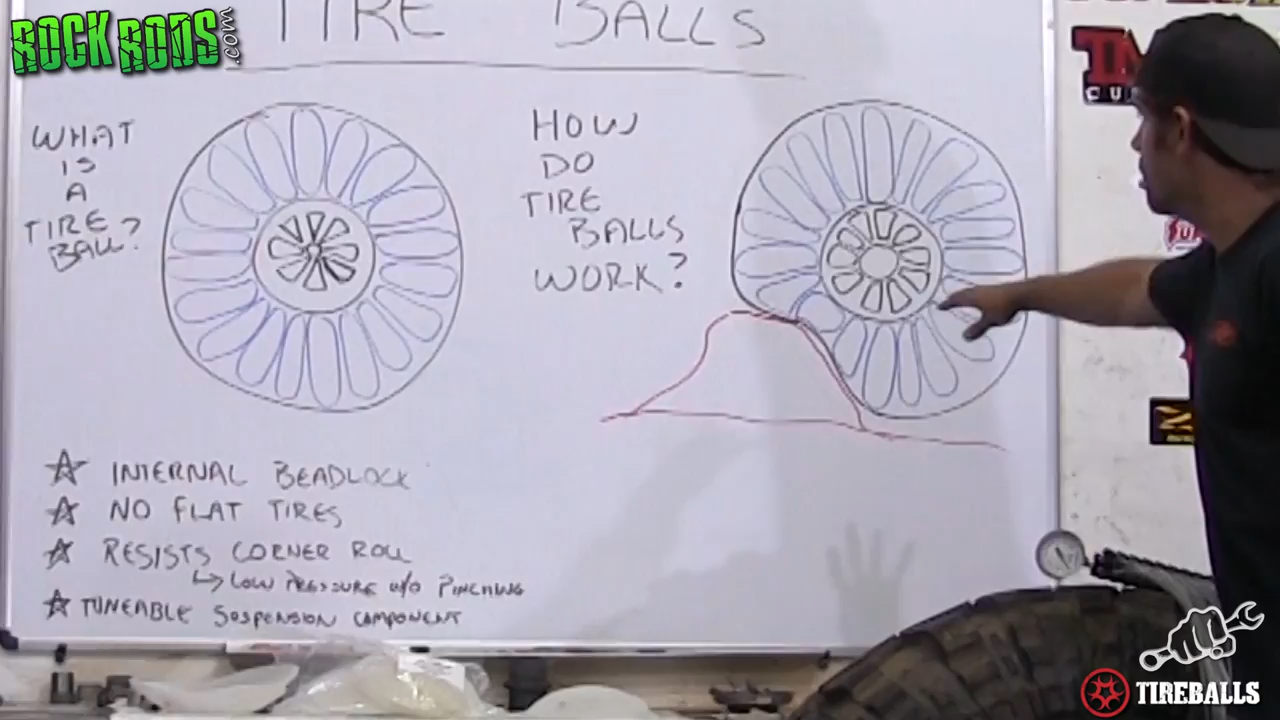 ROCK RODS.com
TIRE BALLS
WHAT
IS
A
TIRE
BALL?
HOW
DO
TIRE
BALLS
WORK?
☆ INTERNAL BEADLOCK
☆ NO FLAT TIRES
☆ RESISTS CORNER ROLL
↳ LOW PRESSURE W/O PINCHING
☆ TUNEABLE SUSPENSION COMPONENT
TIREBALLS